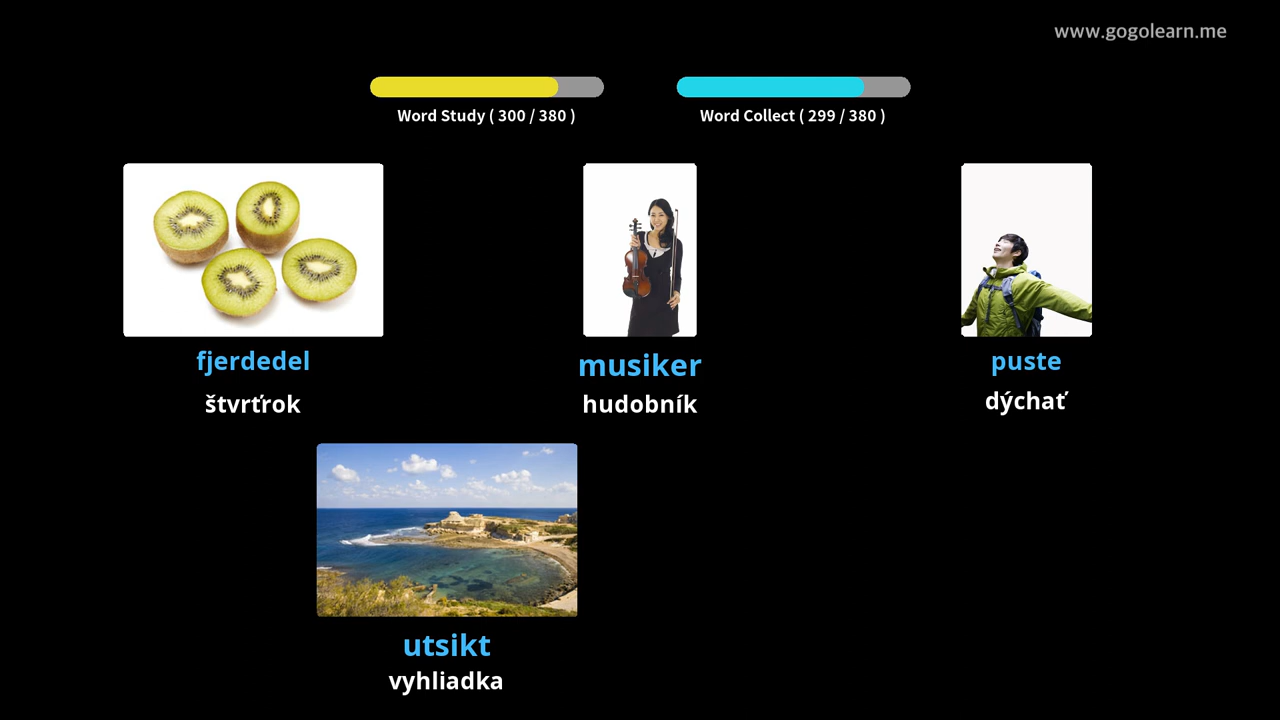 www.gogolearn.me
Word Study ( 300 / 380 )
Word Collect ( 299 / 380 )
fjerdedel
štvrťrok
musiker
hudobník
puste
dýchať
utsikt
vyhliadka